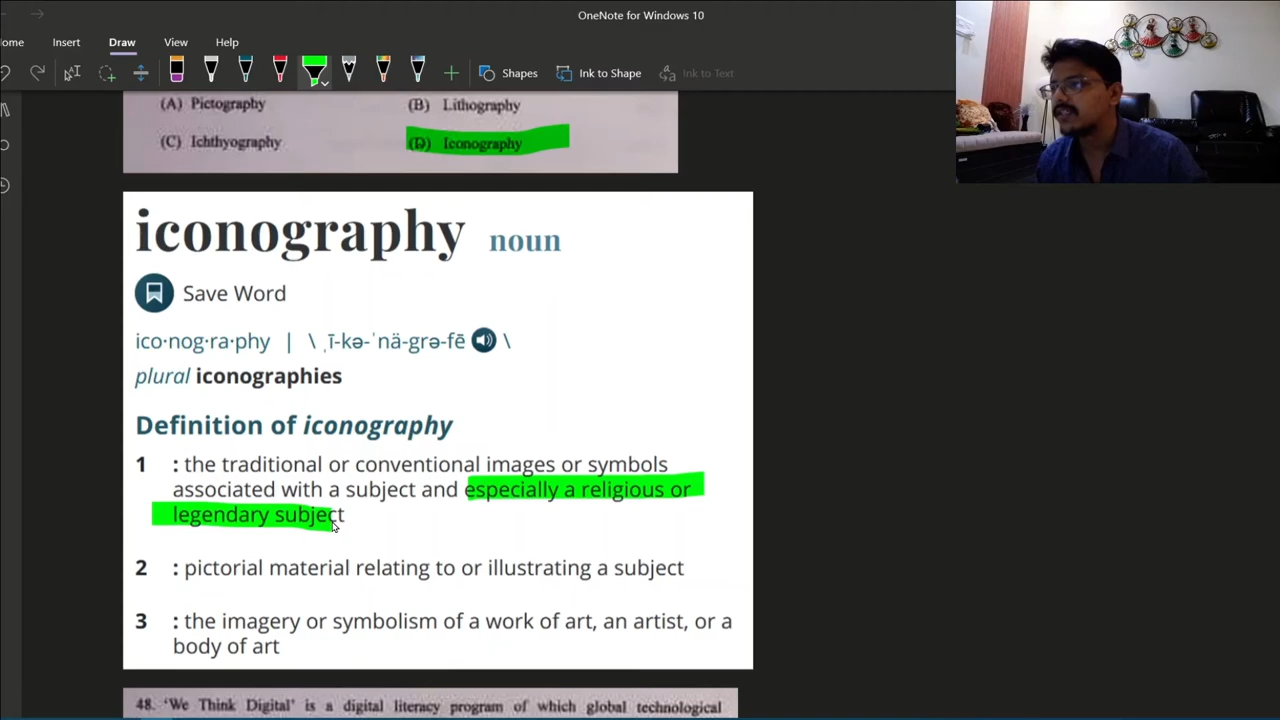 OneNote for Windows 10
ome Insert Draw View Help
Shapes Ink to Shape Ink to Text
(A) Pictography (B) Lithography
(C) Ichthyography (D) Iconography
iconography noun
Save Word
ico·nog·ra·phy | \ ˌī-kə-ˈnä-grə-fē \
plural iconographies
Definition of iconography
1 : the traditional or conventional images or symbols
associated with a subject and especially a religious or
legendary subject
2 : pictorial material relating to or illustrating a subject
3 : the imagery or symbolism of a work of art, an artist, or a
body of art
48. 'We Think Digital' is a digital literacy program of which global technological